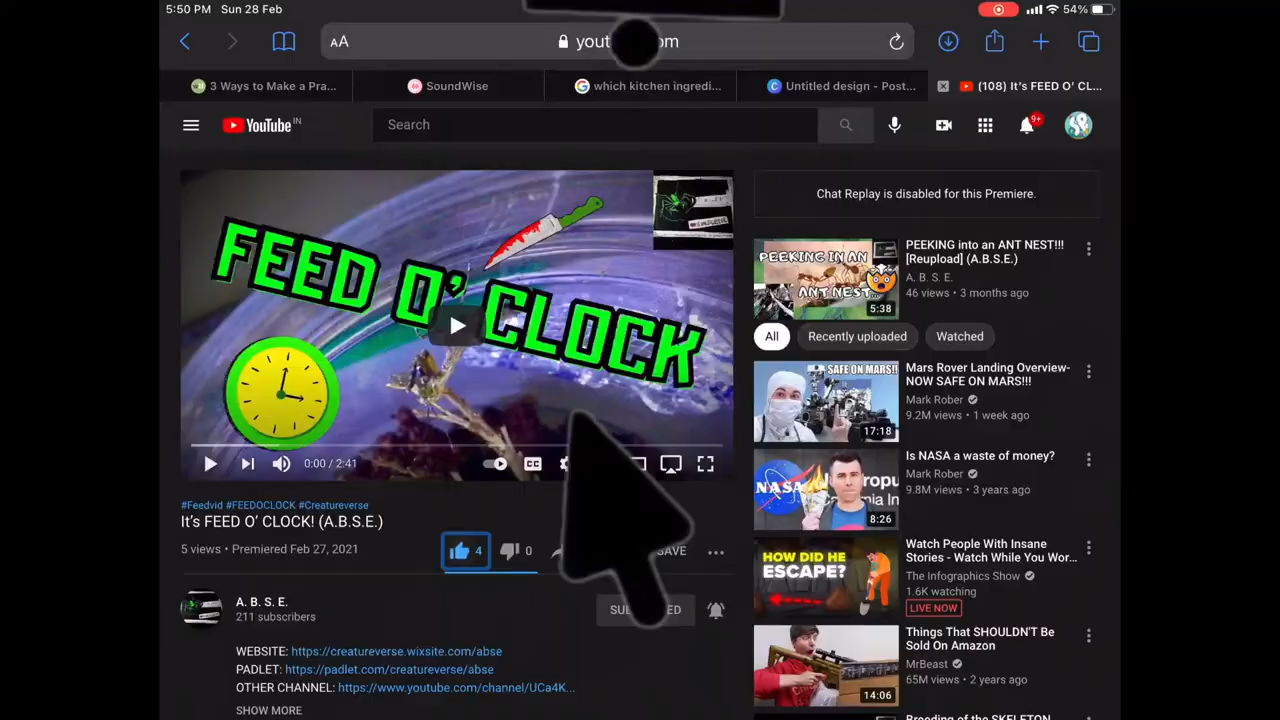 5:50 PM Sun 28 Feb
54%
AA
3 Ways to Make a Pra...
SoundWise
which kitchen ingredi...
Untitled design - Post...
(108) It's FEED O' CL...
YouTube IN
Search
9+
FEED O' CLOCK
0:00 / 2:41
CC
#Feedvid #FEEDOCLOCK #Creatureverse
It's FEED O' CLOCK! (A.B.S.E.)
5 views • Premiered Feb 27, 2021
4
0
SAVE
A. B. S. E.
211 subscribers
WEBSITE: https://creatureverse.wixsite.com/abse
PADLET: https://padlet.com/creatureverse/abse
OTHER CHANNEL: https://www.youtube.com/channel/UCa4K...
SHOW MORE
Chat Replay is disabled for this Premiere.
PEEKING IN AN
ANT NEST
5:38
PEEKING into an ANT NEST!!!
[Reupload] (A.B.S.E.)
A. B. S. E.
46 views • 3 months ago
All
Recently uploaded
Watched
SAFE ON MARS!!
17:18
Mars Rover Landing Overview-
NOW SAFE ON MARS!!!
Mark Rober
9.2M views • 1 week ago
NASA
8:26
Is NASA a waste of money?
Mark Rober
9.8M views • 3 years ago
HOW DID HE
ESCAPE?
Watch People With Insane
Stories - Watch While You Wor...
The Infographics Show
1.6K watching
LIVE NOW
14:06
Things That SHOULDN'T Be
Sold On Amazon
MrBeast
65M views • 2 years ago